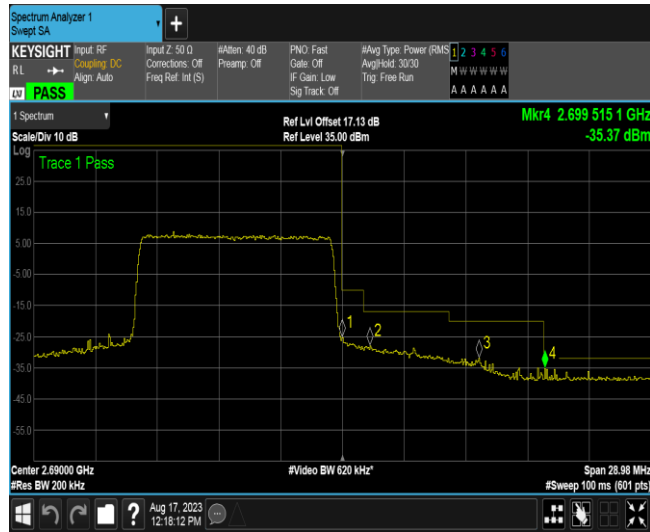 Spectrum Analyzer 1
Swept SA
KEYSIGHT
RL
LXI PASS
Input: RF
Coupling: DC
Align: Auto
Input Z: 50 Ω
Corrections: Off
Freq Ref: Int (S)
#Atten: 40 dB
Preamp: Off
PNO: Fast
Gate: Off
IF Gain: Low
Sig Track: Off
#Avg Type: Power (RMS
Avg|Hold: 30/30
Trig: Free Run
1 2 3 4 5 6
M W W W W W
A A A A A A
1 Spectrum
Scale/Div 10 dB
Ref Lvl Offset 17.13 dB
Ref Level 35.00 dBm
Mkr4 2.699 515 1 GHz
-35.37 dBm
Log
Trace 1 Pass
25.0
15.0
5.00
-5.00
-15.0
-25.0
-35.0
-45.0
-55.0
1
2
3
4
Center 2.69000 GHz
#Res BW 200 kHz
#Video BW 620 kHz*
Span 28.98 MHz
#Sweep 100 ms (601 pts)
?
Aug 17, 2023
12:18:12 PM